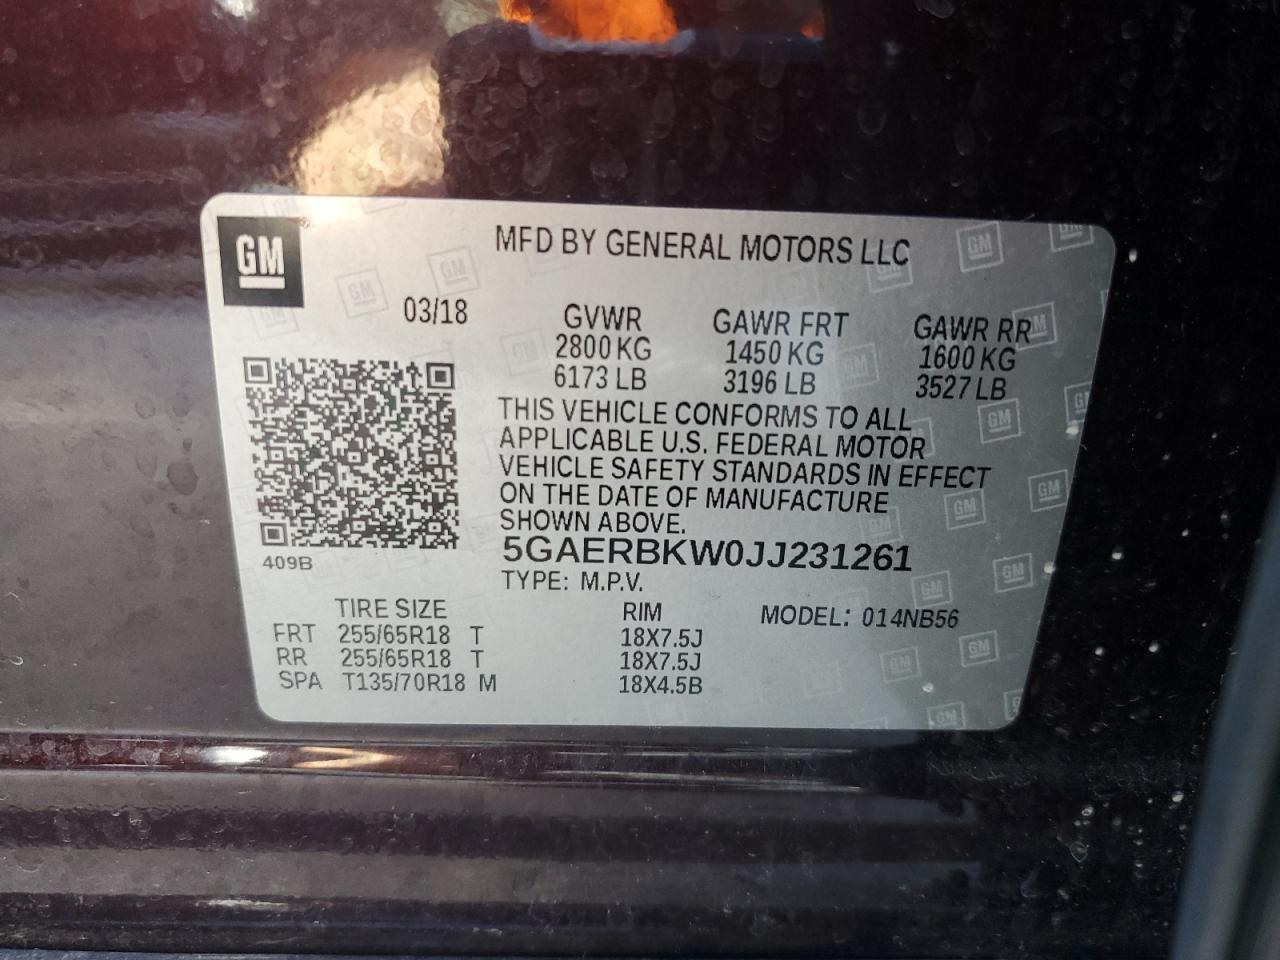 GM
MFD BY GENERAL MOTORS LLC
03/18
GVWR GAWR FRT GAWR RR
2800 KG 1450 KG 1600 KG
6173 LB 3196 LB 3527 LB
THIS VEHICLE CONFORMS TO ALL
APPLICABLE U.S. FEDERAL MOTOR
VEHICLE SAFETY STANDARDS IN EFFECT
ON THE DATE OF MANUFACTURE
SHOWN ABOVE.
409B
5GAERBKW0JJ231261
TYPE: M.P.V.
TIRE SIZE RIM MODEL: 014NB56
FRT 255/65R18 T 18X7.5J
RR 255/65R18 T 18X7.5J
SPA T135/70R18 M 18X4.5B